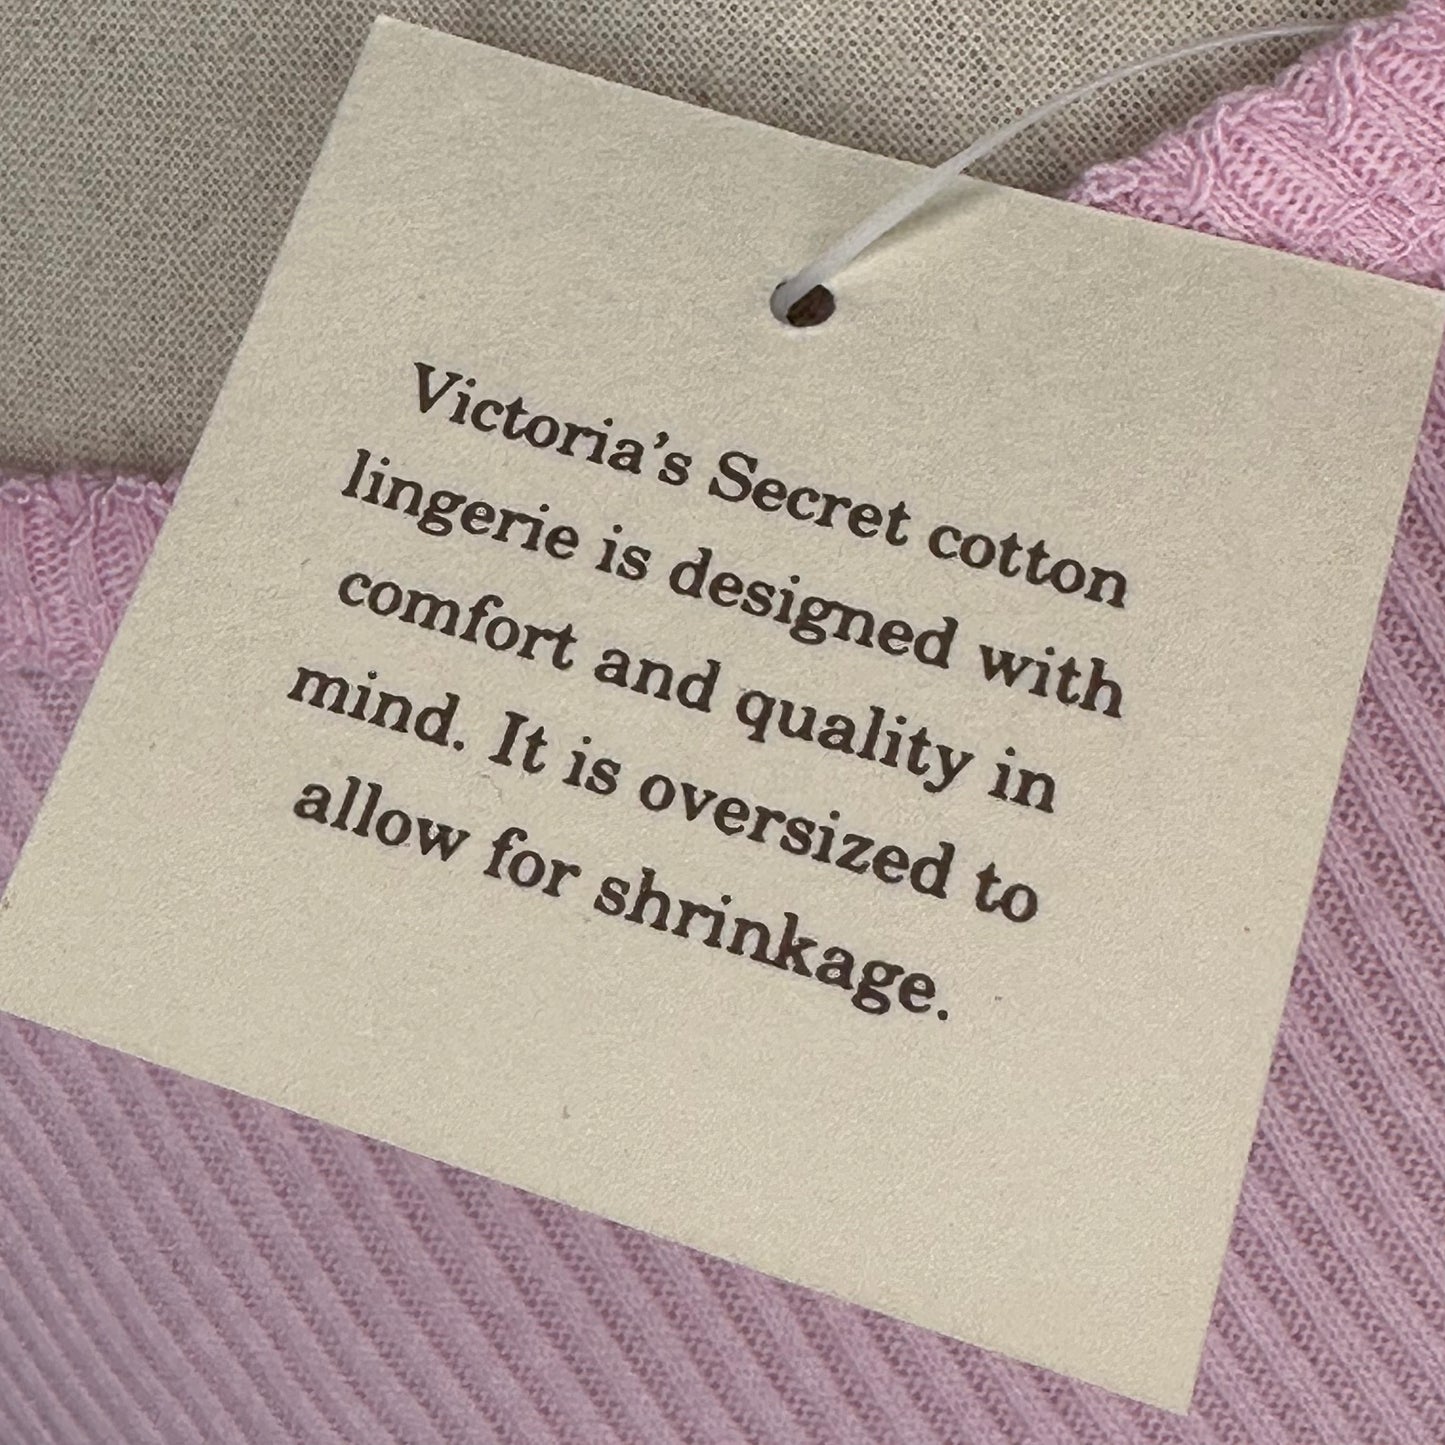 Victoria’s Secret cotton
lingerie is designed with
comfort and quality in
mind. It is oversized to
allow for shrinkage.